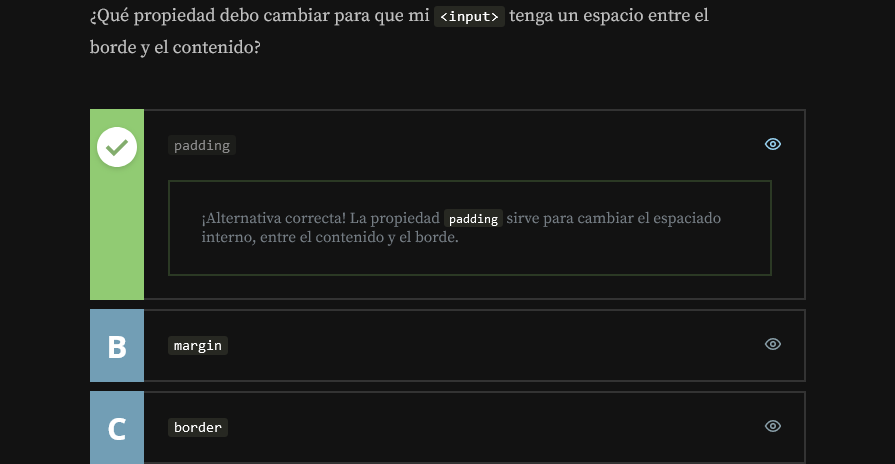 ¿Qué propiedad debo cambiar para que mi <input> tenga un espacio entre el
borde y el contenido?
padding
¡Alternativa correcta! La propiedad padding sirve para cambiar el espaciado
interno, entre el contenido y el borde.
B margin
C border